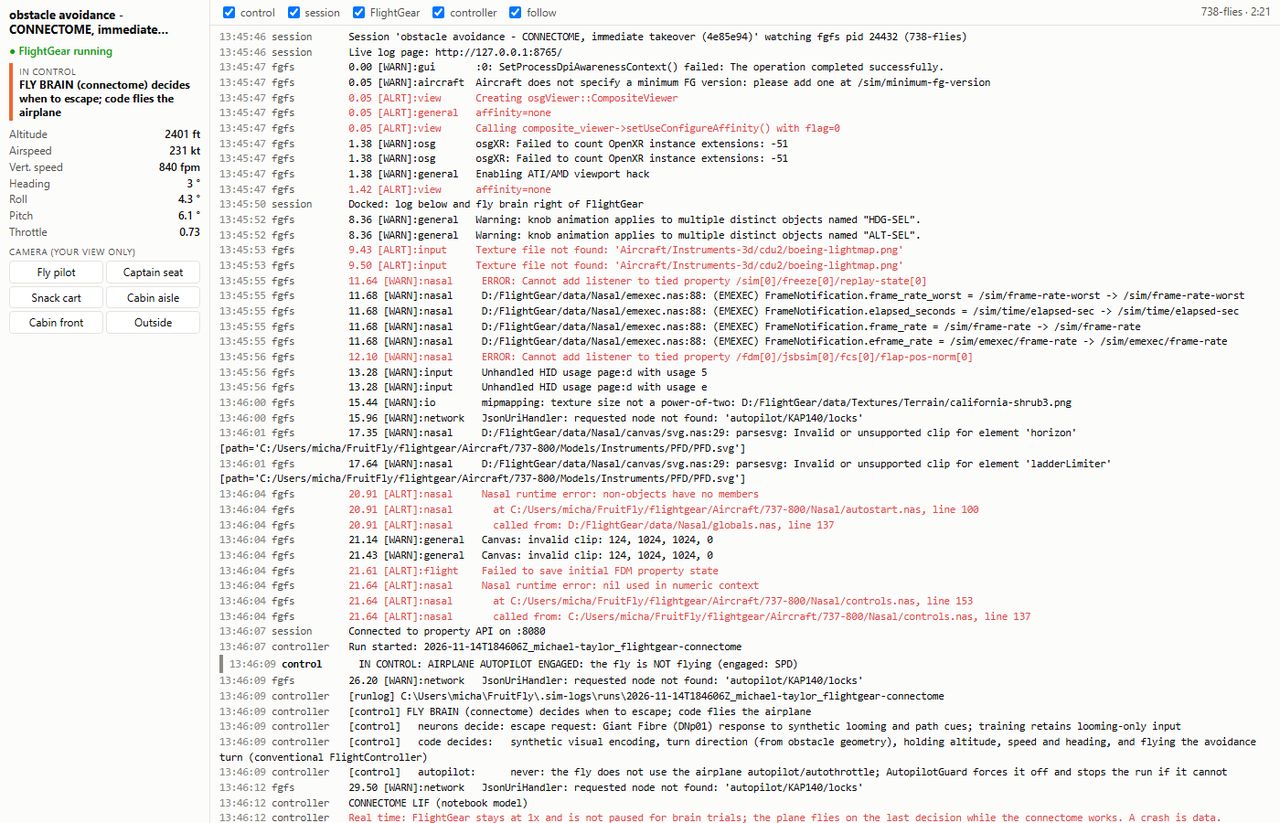 obstacle avoidance -
CONNECTOME, immediate...
● FlightGear running
IN CONTROL
FLY BRAIN (connectome) decides
when to escape; code flies the
airplane
Altitude 2401 ft
Airspeed 231 kt
Vert. speed 840 fpm
Heading 3 °
Roll 4.3 °
Pitch 6.1 °
Throttle 0.73
CAMERA (YOUR VIEW ONLY)
Fly pilot Captain seat
Snack cart Cabin aisle
Cabin front Outside
control session FlightGear controller follow 738-flies · 2:21
13:45:46 session Session 'obstacle avoidance - CONNECTOME, immediate takeover (4e85e94)' watching fgfs pid 24432 (738-flies)
13:45:46 session Live log page: http://127.0.0.1:8765/
13:45:47 fgfs 0.00 [WARN]:gui :0: SetProcessDpiAwarenessContext() failed: The operation completed successfully.
13:45:47 fgfs 0.05 [WARN]:aircraft Aircraft does not specify a minimum FG version: please add one at /sim/minimum-fg-version
13:45:47 fgfs 0.05 [ALRT]:view Creating osgViewer::CompositeViewer
13:45:47 fgfs 0.05 [ALRT]:general affinity=none
13:45:47 fgfs 0.05 [ALRT]:view Calling composite_viewer->setUseConfigureAffinity() with flag=0
13:45:47 fgfs 1.38 [WARN]:osg osgXR: Failed to count OpenXR instance extensions: -51
13:45:47 fgfs 1.38 [WARN]:osg osgXR: Failed to count OpenXR instance extensions: -51
13:45:47 fgfs 1.38 [WARN]:general Enabling ATI/AMD viewport hack
13:45:47 fgfs 1.42 [ALRT]:view affinity=none
13:45:50 session Docked: log below and fly brain right of FlightGear
13:45:52 fgfs 8.36 [WARN]:general Warning: knob animation applies to multiple distinct objects named "HDG-SEL".
13:45:52 fgfs 8.36 [WARN]:general Warning: knob animation applies to multiple distinct objects named "ALT-SEL".
13:45:53 fgfs 9.43 [ALRT]:input Texture file not found: 'Aircraft/Instruments-3d/cdu2/boeing-lightmap.png'
13:45:53 fgfs 9.50 [ALRT]:input Texture file not found: 'Aircraft/Instruments-3d/cdu2/boeing-lightmap.png'
13:45:55 fgfs 11.64 [WARN]:nasal ERROR: Cannot add listener to tied property /sim[0]/freeze[0]/replay-state[0]
13:45:55 fgfs 11.68 [WARN]:nasal D:/FlightGear/data/Nasal/emexec.nas:88: (EMEXEC) FrameNotification.frame_rate_worst = /sim/frame-rate-worst -> /sim/frame-rate-worst
13:45:55 fgfs 11.68 [WARN]:nasal D:/FlightGear/data/Nasal/emexec.nas:88: (EMEXEC) FrameNotification.elapsed_seconds = /sim/time/elapsed-sec -> /sim/time/elapsed-sec
13:45:55 fgfs 11.68 [WARN]:nasal D:/FlightGear/data/Nasal/emexec.nas:88: (EMEXEC) FrameNotification.frame_rate = /sim/frame-rate -> /sim/frame-rate
13:45:55 fgfs 11.68 [WARN]:nasal D:/FlightGear/data/Nasal/emexec.nas:88: (EMEXEC) FrameNotification.eframe_rate = /sim/emexec/frame-rate -> /sim/emexec/frame-rate
13:45:56 fgfs 12.10 [WARN]:nasal ERROR: Cannot add listener to tied property /fdm[0]/jsbsim[0]/fcs[0]/flap-pos-norm[0]
13:45:56 fgfs 13.28 [WARN]:input Unhandled HID usage page:d with usage 5
13:45:56 fgfs 13.28 [WARN]:input Unhandled HID usage page:d with usage e
13:46:00 fgfs 15.44 [WARN]:io mipmapping: texture size not a power-of-two: D:/FlightGear/data/Textures/Terrain/california-shrub3.png
13:46:00 fgfs 15.96 [WARN]:network JsonUriHandler: requested node not found: 'autopilot/KAP140/locks'
13:46:01 fgfs 17.35 [WARN]:nasal D:/FlightGear/data/Nasal/canvas/svg.nas:29: parsesvg: Invalid or unsupported clip for element 'horizon'
[path='C:/Users/micha/FruitFly/flightgear/Aircraft/737-800/Models/Instruments/PFD/PFD.svg']
13:46:01 fgfs 17.64 [WARN]:nasal D:/FlightGear/data/Nasal/canvas/svg.nas:29: parsesvg: Invalid or unsupported clip for element 'ladderLimiter'
[path='C:/Users/micha/FruitFly/flightgear/Aircraft/737-800/Models/Instruments/PFD/PFD.svg']
13:46:04 fgfs 20.91 [ALRT]:nasal Nasal runtime error: non-objects have no members
13:46:04 fgfs 20.91 [ALRT]:nasal at C:/Users/micha/FruitFly/flightgear/Aircraft/737-800/Nasal/autostart.nas, line 100
13:46:04 fgfs 20.91 [ALRT]:nasal called from: D:/FlightGear/data/Nasal/globals.nas, line 137
13:46:04 fgfs 21.14 [WARN]:general Canvas: invalid clip: 124, 1024, 1024, 0
13:46:04 fgfs 21.43 [WARN]:general Canvas: invalid clip: 124, 1024, 1024, 0
13:46:04 fgfs 21.61 [ALRT]:flight Failed to save initial FDM property state
13:46:04 fgfs 21.64 [ALRT]:nasal Nasal runtime error: nil used in numeric context
13:46:04 fgfs 21.64 [ALRT]:nasal at C:/Users/micha/FruitFly/flightgear/Aircraft/737-800/Nasal/controls.nas, line 153
13:46:04 fgfs 21.64 [ALRT]:nasal called from: C:/Users/micha/FruitFly/flightgear/Aircraft/737-800/Nasal/controls.nas, line 137
13:46:07 session Connected to property API on :8080
13:46:07 controller Run started: 2026-11-14T184606Z_michael-taylor_flightgear-connectome
13:46:09 control IN CONTROL: AIRPLANE AUTOPILOT ENGAGED: the fly is NOT flying (engaged: SPD)
13:46:09 fgfs 26.20 [WARN]:network JsonUriHandler: requested node not found: 'autopilot/KAP140/locks'
13:46:09 controller [runlog] C:\Users\micha\FruitFly\.sim-logs\runs\2026-11-14T184606Z_michael-taylor_flightgear-connectome
13:46:09 controller [control] FLY BRAIN (connectome) decides when to escape; code flies the airplane
13:46:09 controller [control] neurons decide: escape request: Giant Fibre (DNp01) response to synthetic looming and path cues; training retains looming-only input
13:46:09 controller [control] code decides: synthetic visual encoding, turn direction (from obstacle geometry), holding altitude, speed and heading, and flying the avoidance
turn (conventional FlightController)
13:46:09 controller [control] autopilot: never: the fly does not use the airplane autopilot/autothrottle; AutopilotGuard forces it off and stops the run if it cannot
13:46:12 fgfs 29.50 [WARN]:network JsonUriHandler: requested node not found: 'autopilot/KAP140/locks'
13:46:12 controller CONNECTOME LIF (notebook model)
13:46:12 controller Real time: FlightGear stays at 1x and is not paused for brain trials; the plane flies on the last decision while the connectome works. A crash is data.